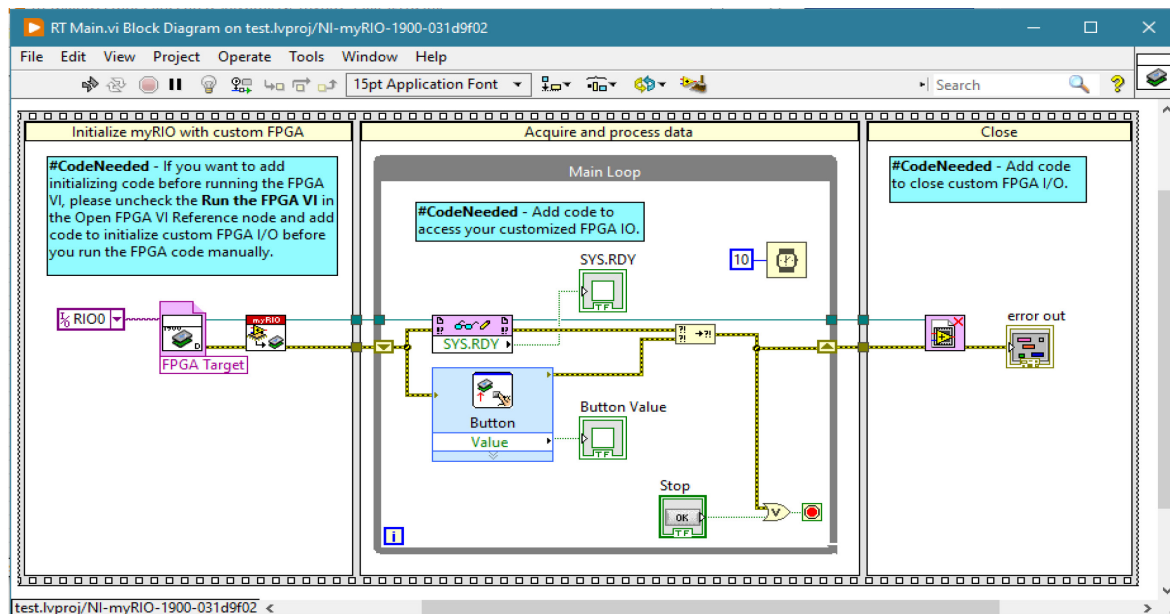 RT Main.vi Block Diagram on test.lvproj/NI-myRIO-1900-031d9f02
File Edit View Project Operate Tools Window Help
15pt Application Font
Search
Initialize myRIO with custom FPGA
Acquire and process data
Close
#CodeNeeded - If you want to add
initializing code before running the FPGA
VI, please uncheck the Run the FPGA VI in
the Open FPGA VI Reference node and add
code to initialize custom FPGA I/O before
you run the FPGA code manually.
Main Loop
#CodeNeeded - Add code to
access your customized FPGA IO.
#CodeNeeded - Add code
to close custom FPGA I/O.
10
SYS.RDY
TF
I/O RIO0
1900
D
FPGA Target
myRIO
SYS.RDY
error out
Button
Value
Button Value
TF
Stop
OK
TF
V
i
test.lvproj/NI-myRIO-1900-031d9f02